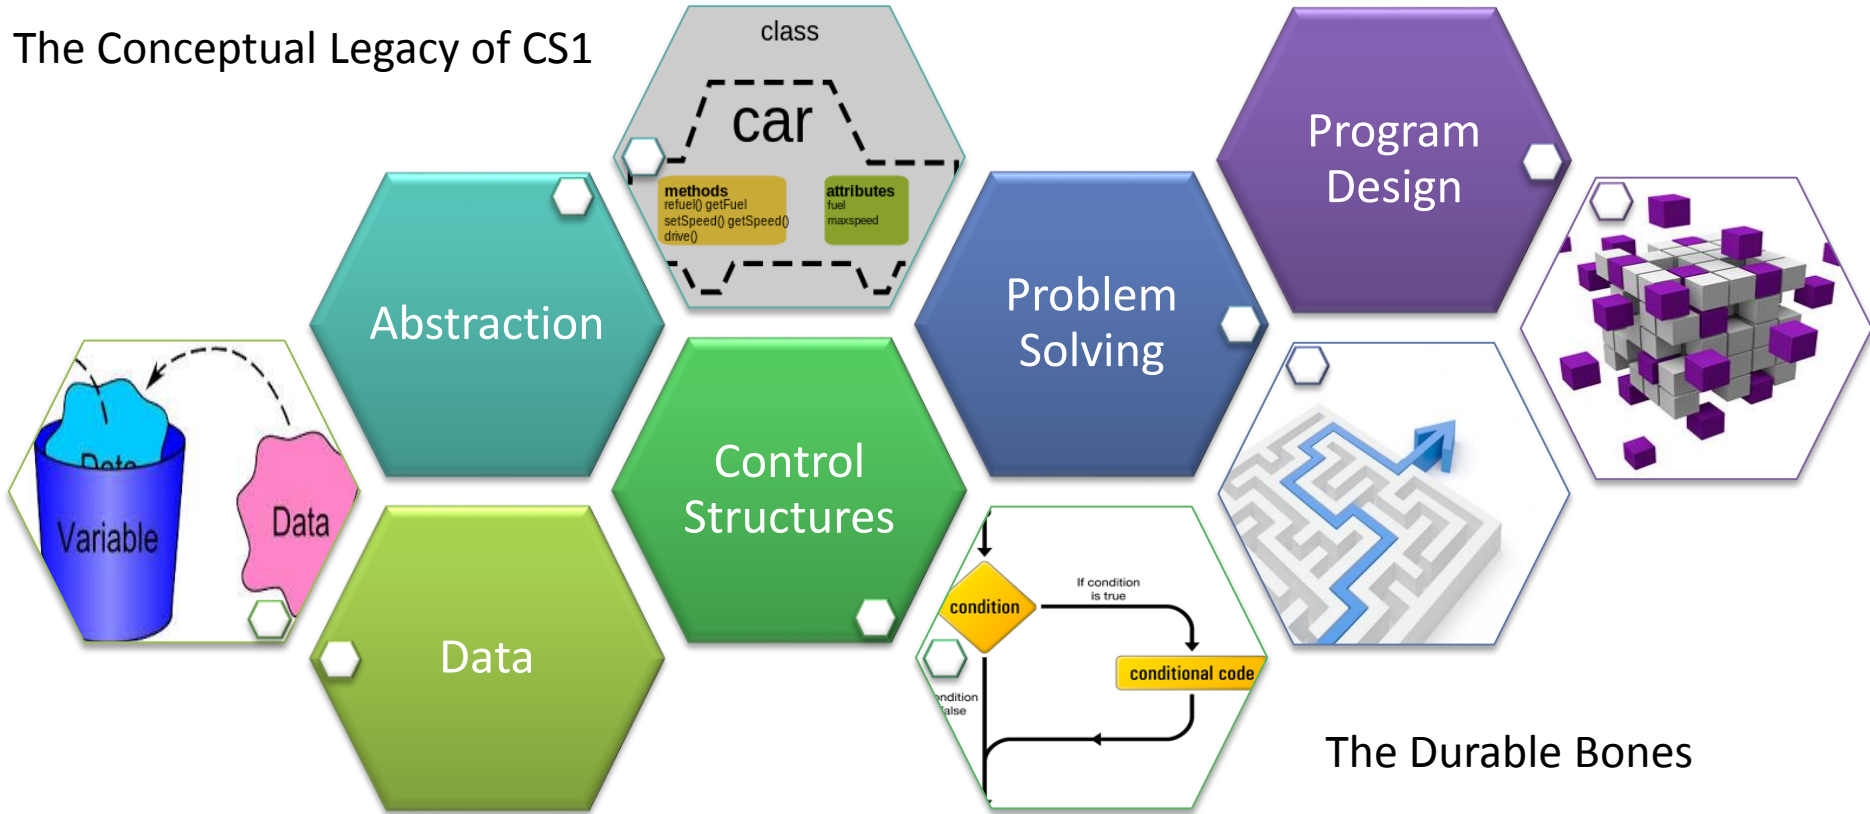 The Conceptual Legacy of CS1
class
car
methods
refuel() getFuel
setSpeed() getSpeed()
drive()
attributes
fuel
maxspeed
Program
Design
Abstraction
Problem
Solving
Variable
Data
Control
Structures
Data
condition
If condition
is true
conditional code
The Durable Bones